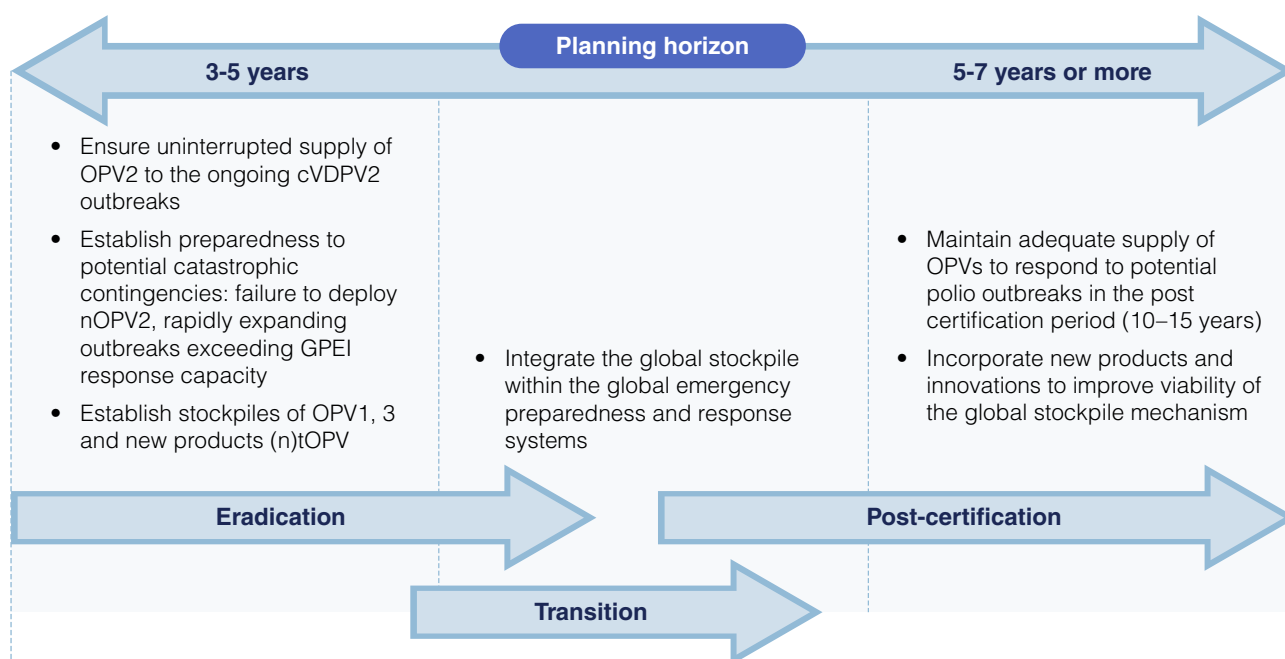 Planning horizon
3-5 years
5-7 years or more
• Ensure uninterrupted supply of
OPV2 to the ongoing cVDPV2
outbreaks
• Establish preparedness to
potential catastrophic
contingencies: failure to deploy
nOPV2, rapidly expanding
outbreaks exceeding GPEI
response capacity
• Establish stockpiles of OPV1, 3
and new products (n)tOPV
• Integrate the global stockpile
within the global emergency
preparedness and response
systems
• Maintain adequate supply of
OPVs to respond to potential
polio outbreaks in the post
certification period (10–15 years)
• Incorporate new products and
innovations to improve viability of
the global stockpile mechanism
Eradication
Post-certification
Transition